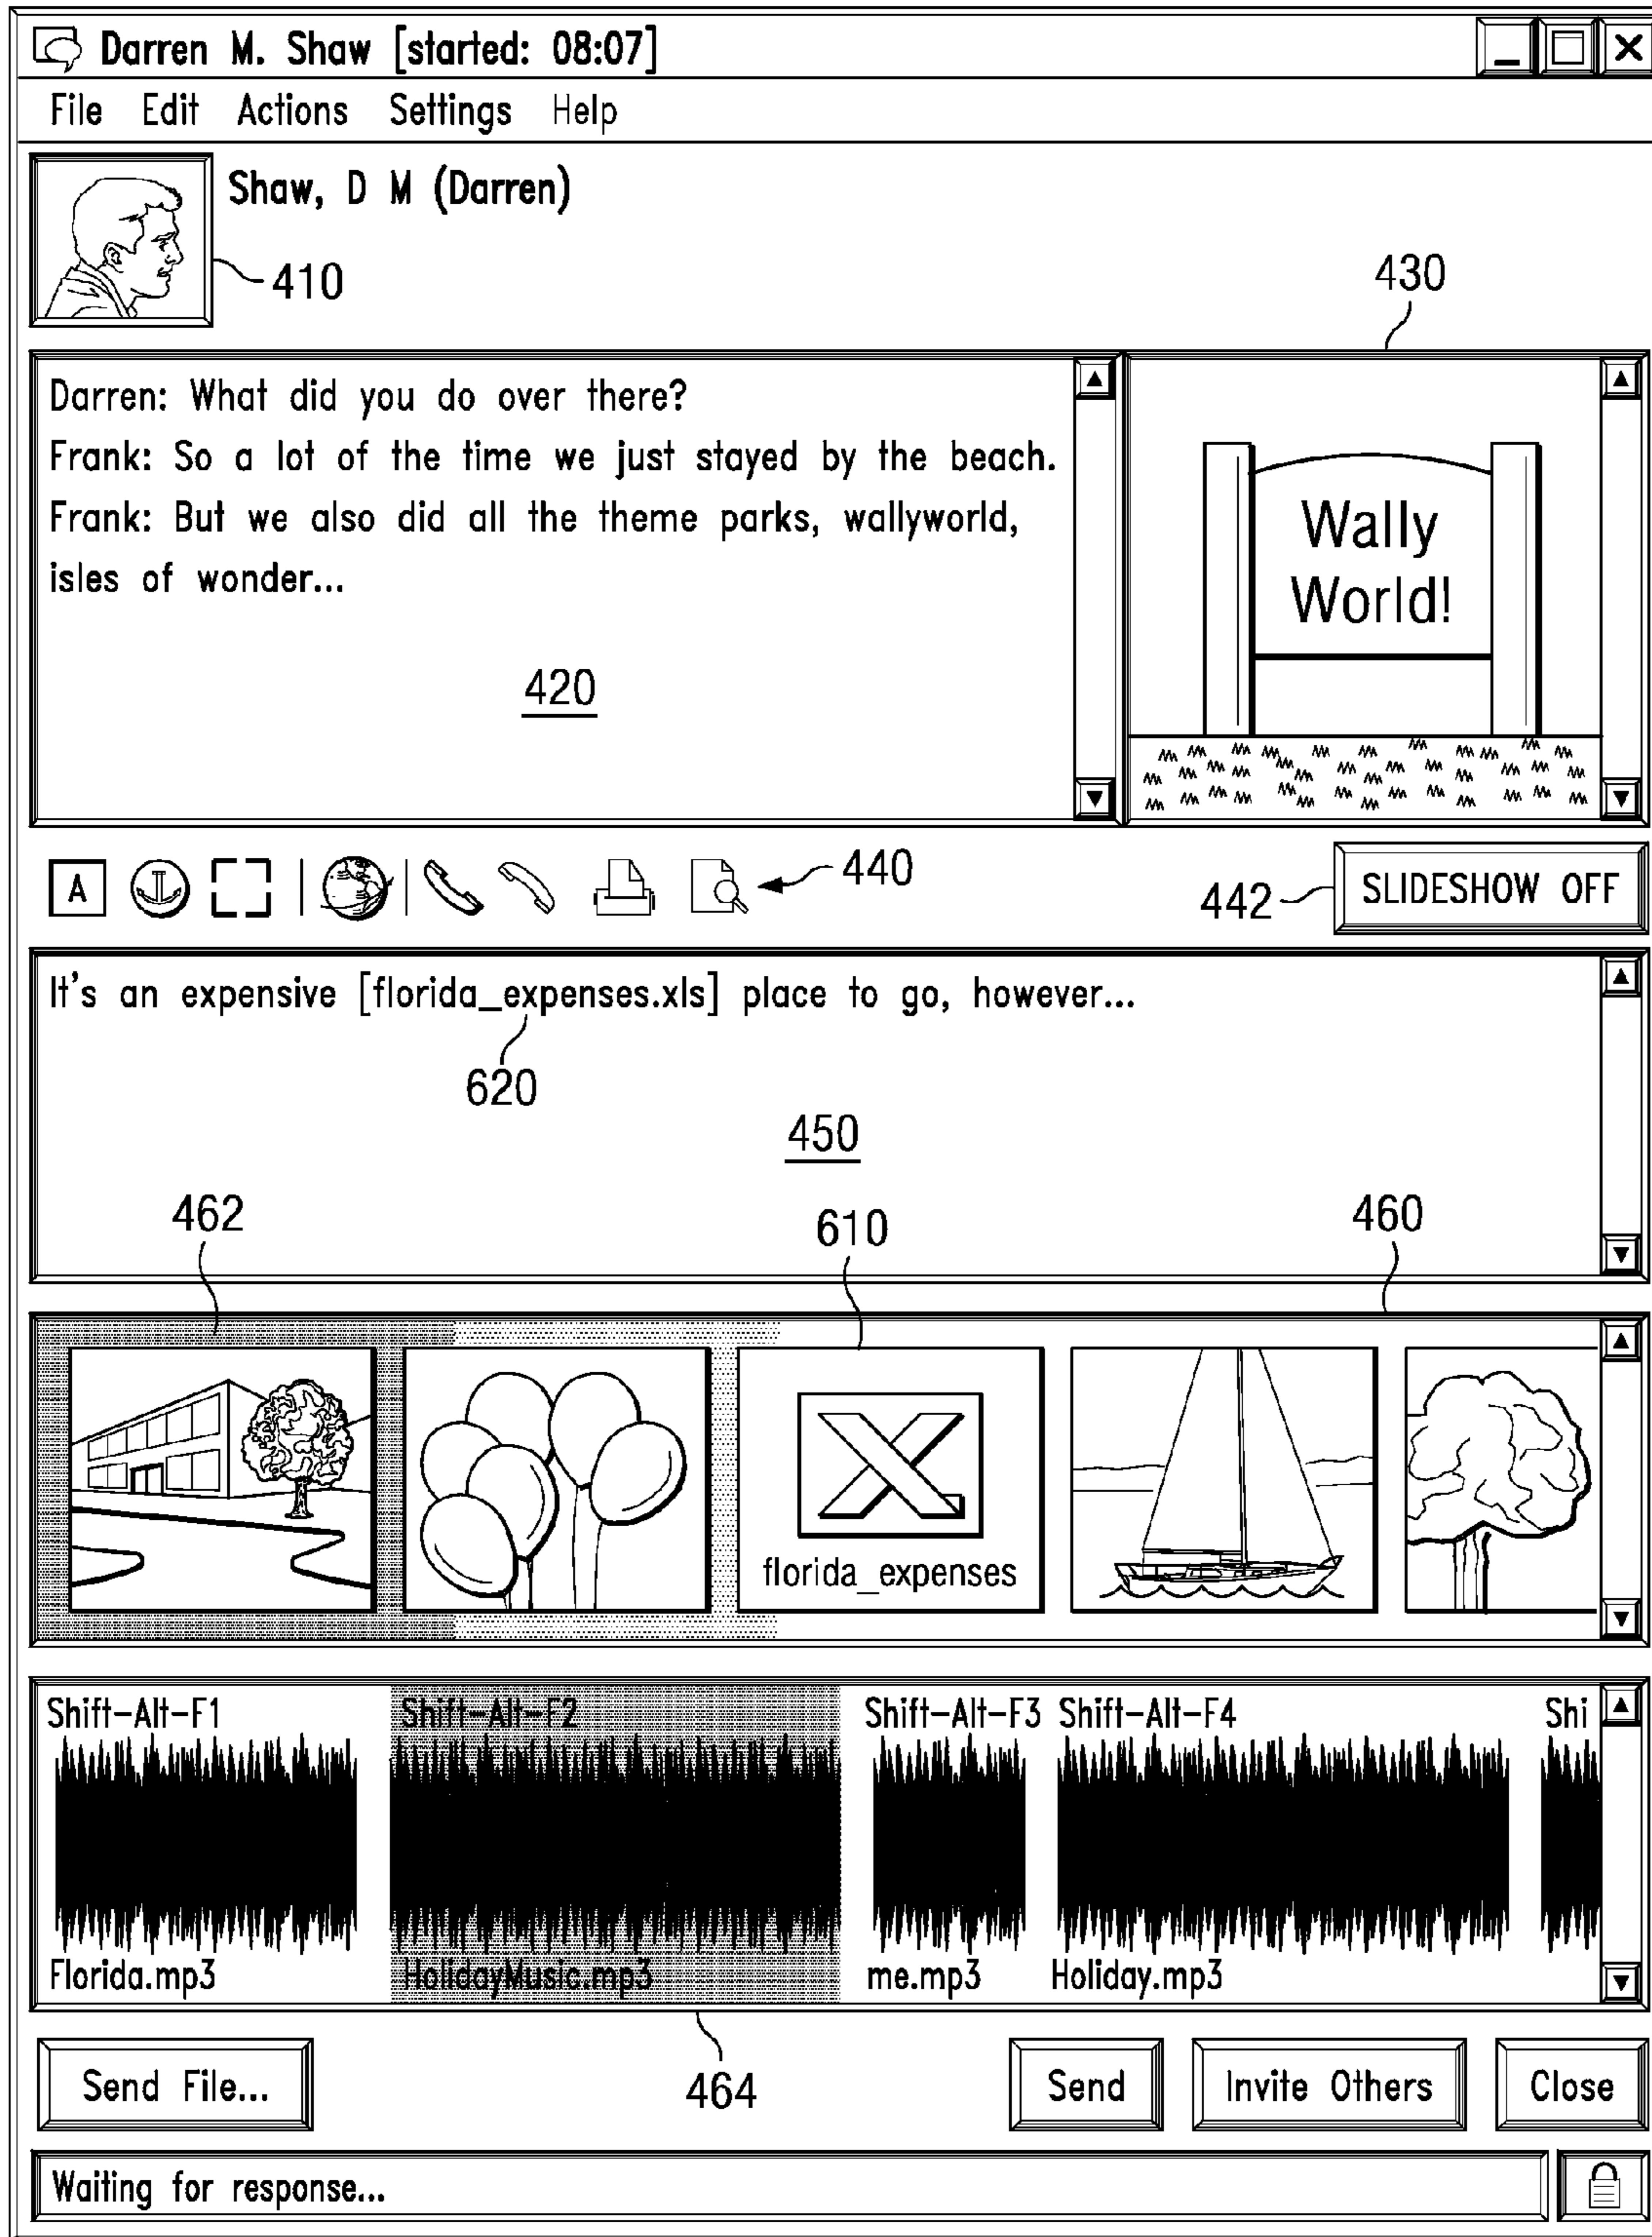 Darren M. Shaw [started: 08:07]
File Edit Actions Settings Help
Shaw, D M (Darren)
410
430
Darren: What did you do over there?
Frank: So a lot of the time we just stayed by the beach.
Frank: But we also did all the theme parks, wallyworld,
isles of wonder...
420
Wally
World!
A
440
442
SLIDESHOW OFF
It's an expensive [florida_expenses.xls] place to go, however...
620
450
462
610
460
X
florida_expenses
Shift-Alt-F1 Shift-Alt-F2 Shift-Alt-F3 Shift-Alt-F4 Shi
Florida.mp3 HolidayMusic.mp3 me.mp3 Holiday.mp3
464
Send File... Send Invite Others Close
Waiting for response...